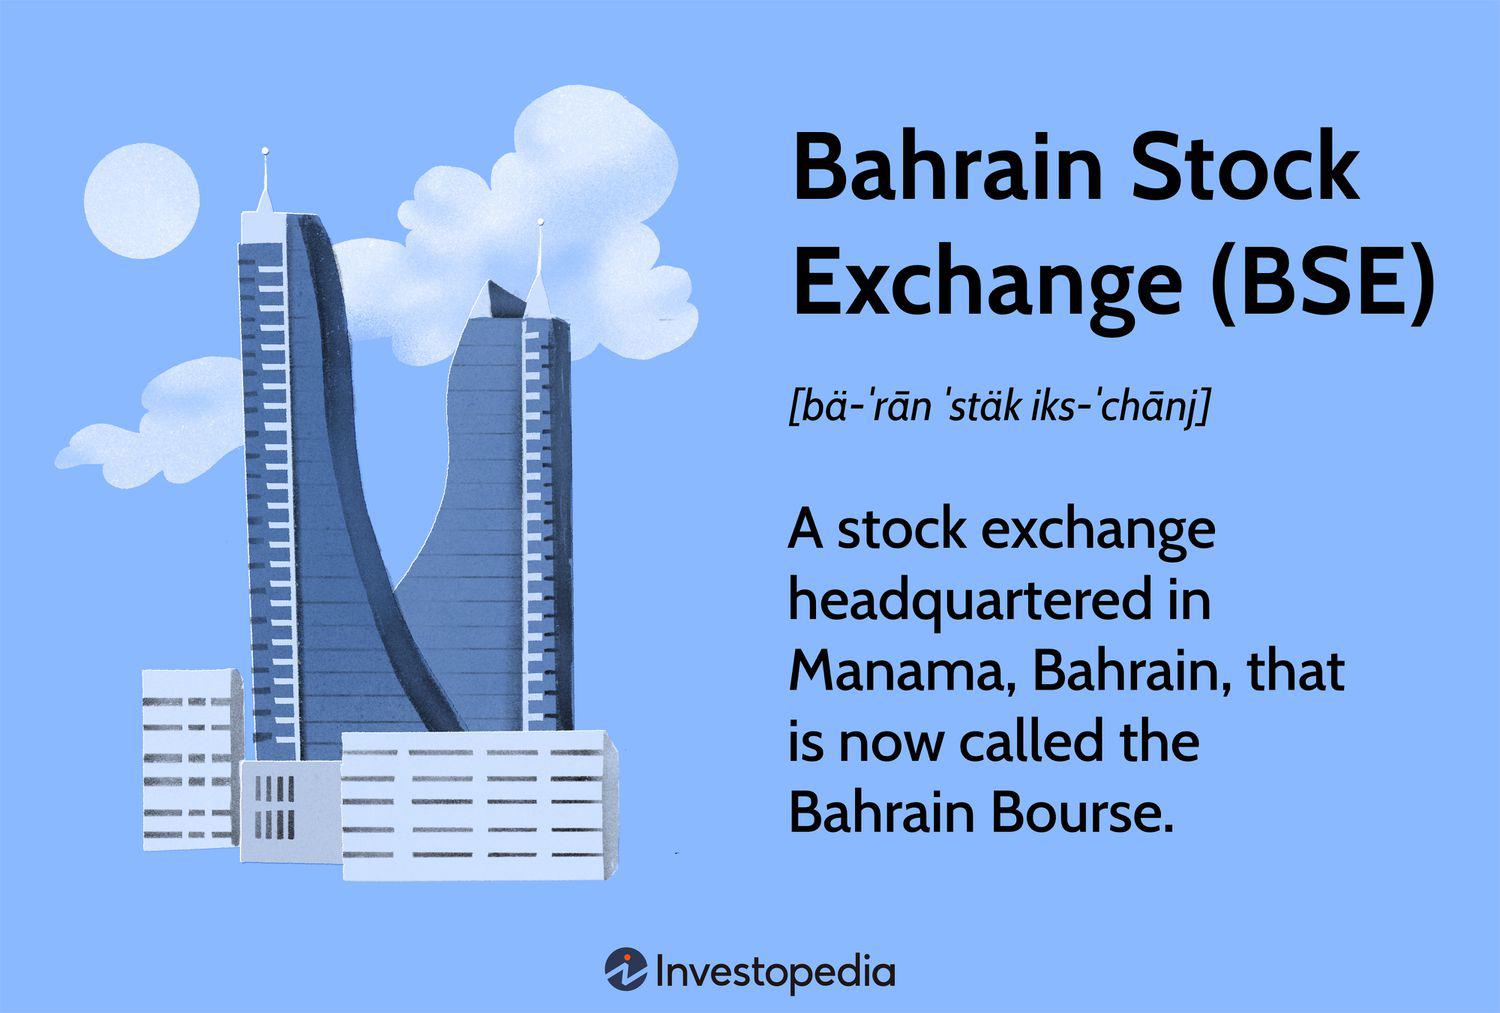 Bahrain Stock
Exchange (BSE)
[bä-ˈrān ˈstäk iks-ˈchānj]
A stock exchange
headquartered in
Manama, Bahrain, that
is now called the
Bahrain Bourse.
Investopedia